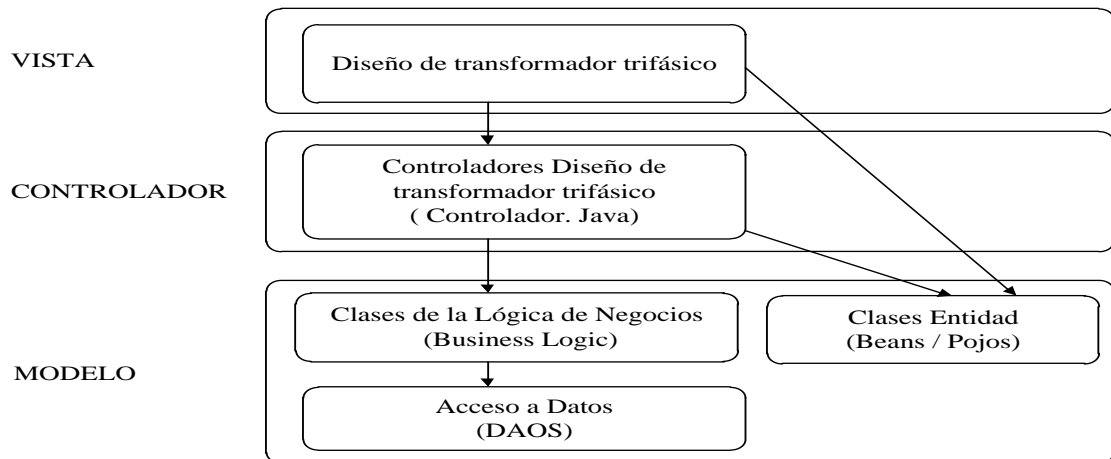 VISTA
Diseño de transformador trifásico
CONTROLADOR
Controladores Diseño de
transformador trifásico
( Controlador. Java)
MODELO
Clases de la Lógica de Negocios
(Business Logic)
Clases Entidad
(Beans / Pojos)
Acceso a Datos
(DAOS)